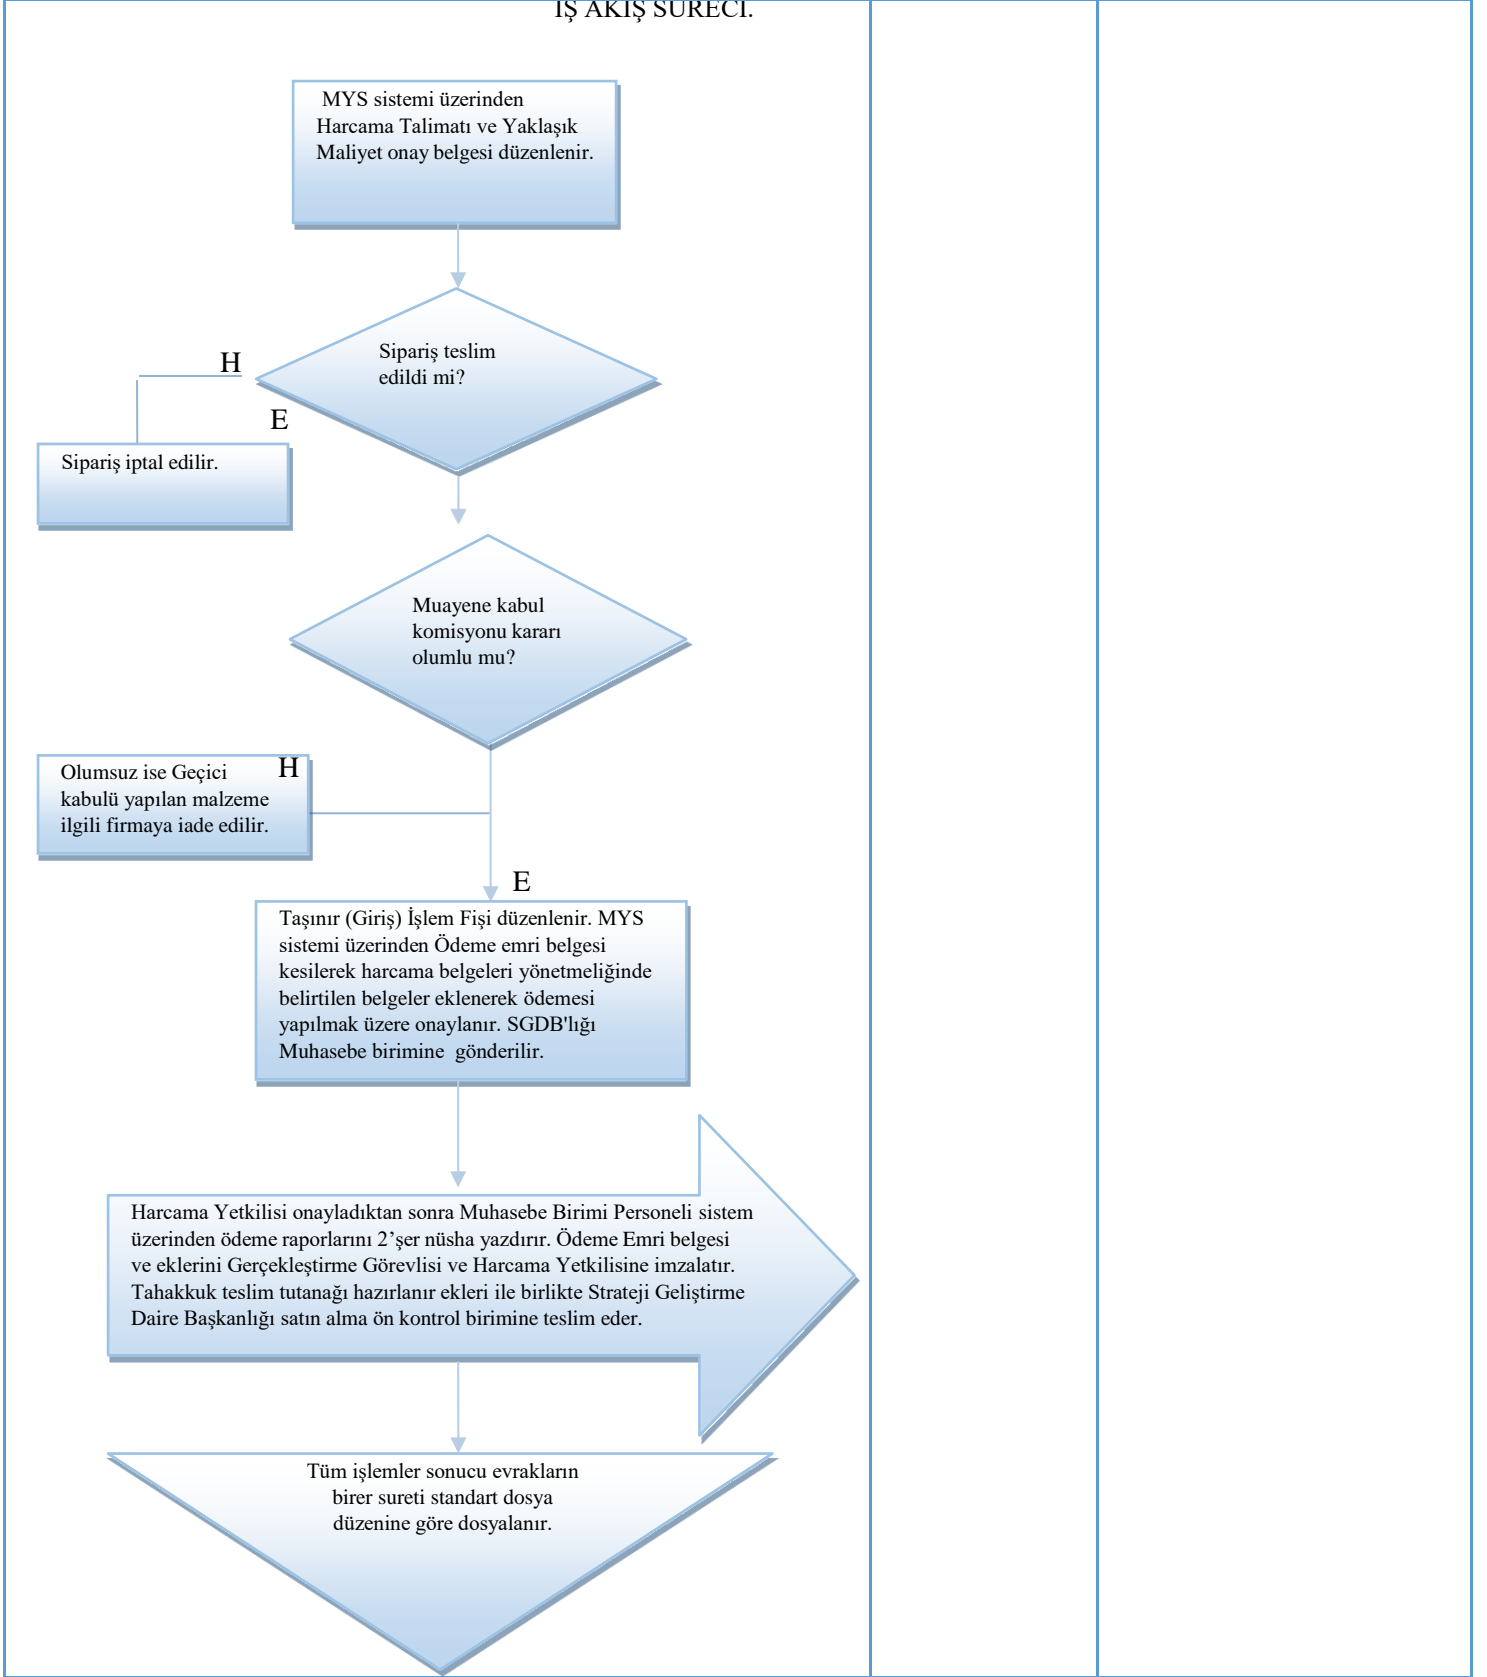 İŞ AKIŞ SÜRECİ.
MYS sistemi üzerinden
Harcama Talimatı ve Yaklaşık
Maliyet onay belgesi düzenlenir.
Sipariş teslim
edildi mi?
H
E
Sipariş iptal edilir.
Muayene kabul
komisyonu kararı
olumlu mu?
H
Olumsuz ise Geçici
kabulü yapılan malzeme
ilgili firmaya iade edilir.
E
Taşınır (Giriş) İşlem Fişi düzenlenir. MYS
sistemi üzerinden Ödeme emri belgesi
kesilerek harcama belgeleri yönetmeliğinde
belirtilen belgeler eklenerek ödemesi
yapılmak üzere onaylanır. SGDB'lığı
Muhasebe birimine gönderilir.
Harcama Yetkilisi onayladıktan sonra Muhasebe Birimi Personeli sistem
üzerinden ödeme raporlarını 2’şer nüsha yazdırır. Ödeme Emri belgesi
ve eklerini Gerçekleştirme Görevlisi ve Harcama Yetkilisine imzalatır.
Tahakkuk teslim tutanağı hazırlanır ekleri ile birlikte Strateji Geliştirme
Daire Başkanlığı satın alma ön kontrol birimine teslim eder.
Tüm işlemler sonucu evrakların
birer sureti standart dosya
düzenine göre dosyalanır.